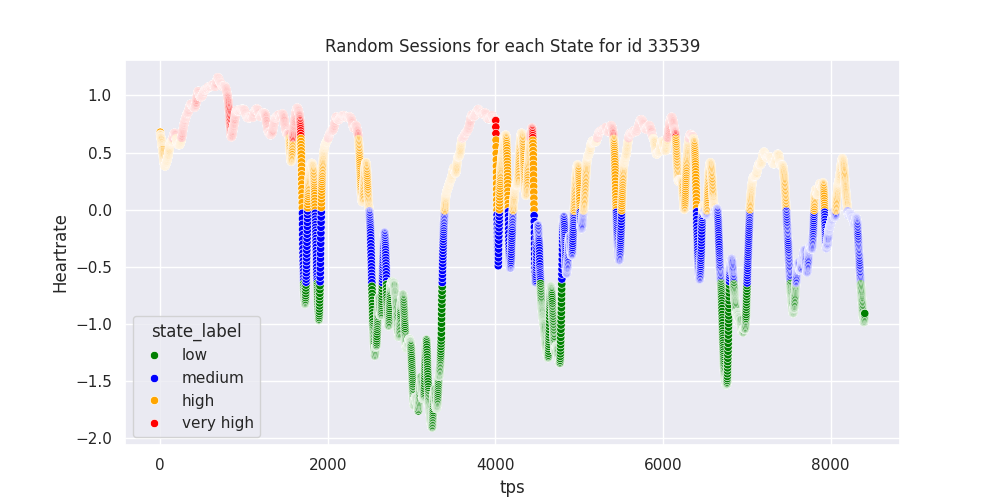 Random Sessions for each State for id 33539
1.0
0.5
0.0
−0.5
−1.0
−1.5
−2.0
Heartrate
state_label
low
medium
high
very high
0 2000 4000 6000 8000
tps